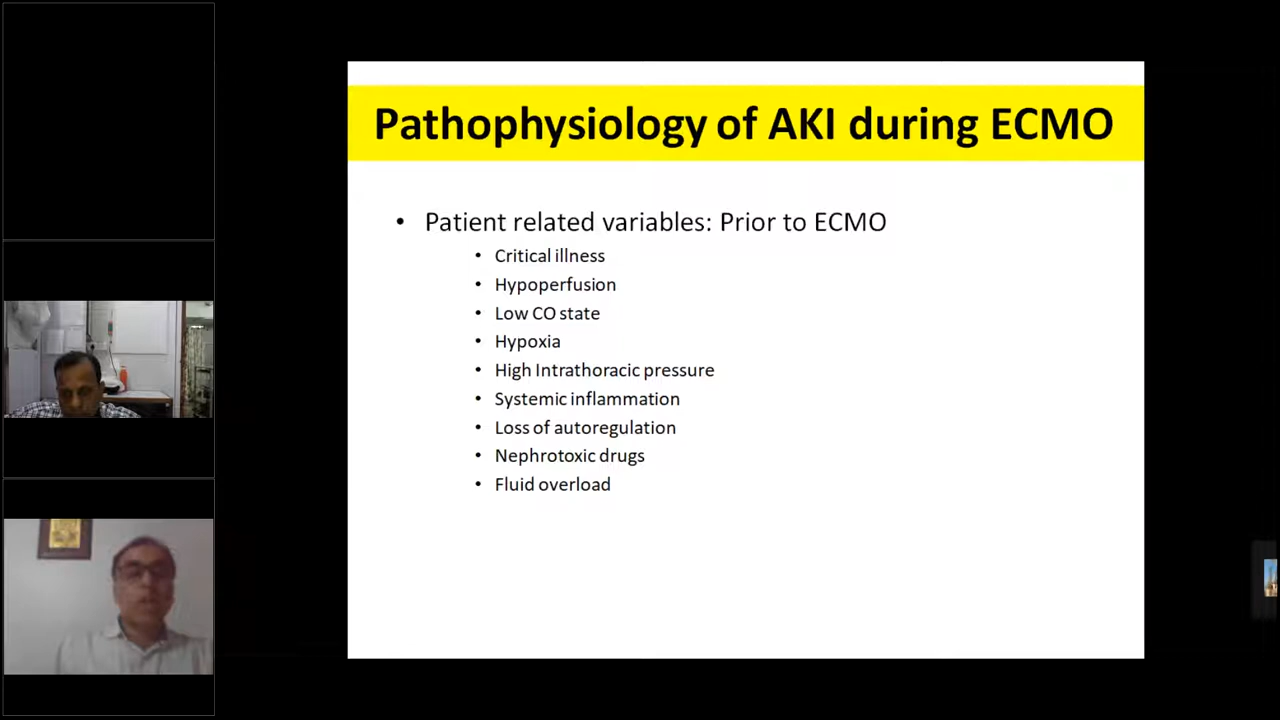 Pathophysiology of AKI during ECMO
• Patient related variables: Prior to ECMO
• Critical illness
• Hypoperfusion
• Low CO state
• Hypoxia
• High Intrathoracic pressure
• Systemic inflammation
• Loss of autoregulation
• Nephrotoxic drugs
• Fluid overload